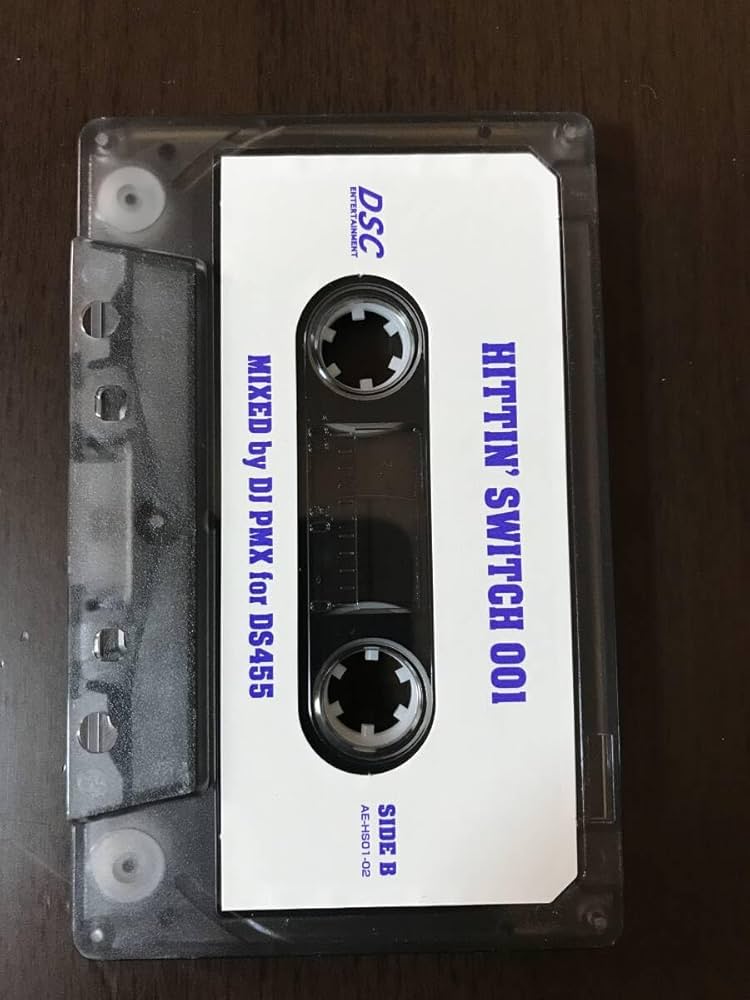 HITTIN' SWITCH 001
DSC
ENTERTAINMENT
SIDE B
AE-HS01-02
MIXED by DJ PMX for DS455